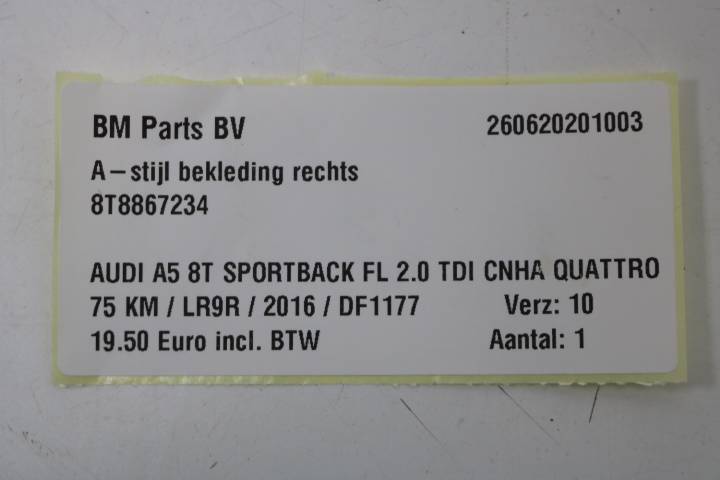 BM Parts BV 260620201003
A-stijl bekleding rechts
8T8867234
AUDI A5 8T SPORTBACK FL 2.0 TDI CNHA QUATTRO
75 KM / LR9R / 2016 / DF1177 Verz: 10
19.50 Euro incl. BTW Aantal: 1